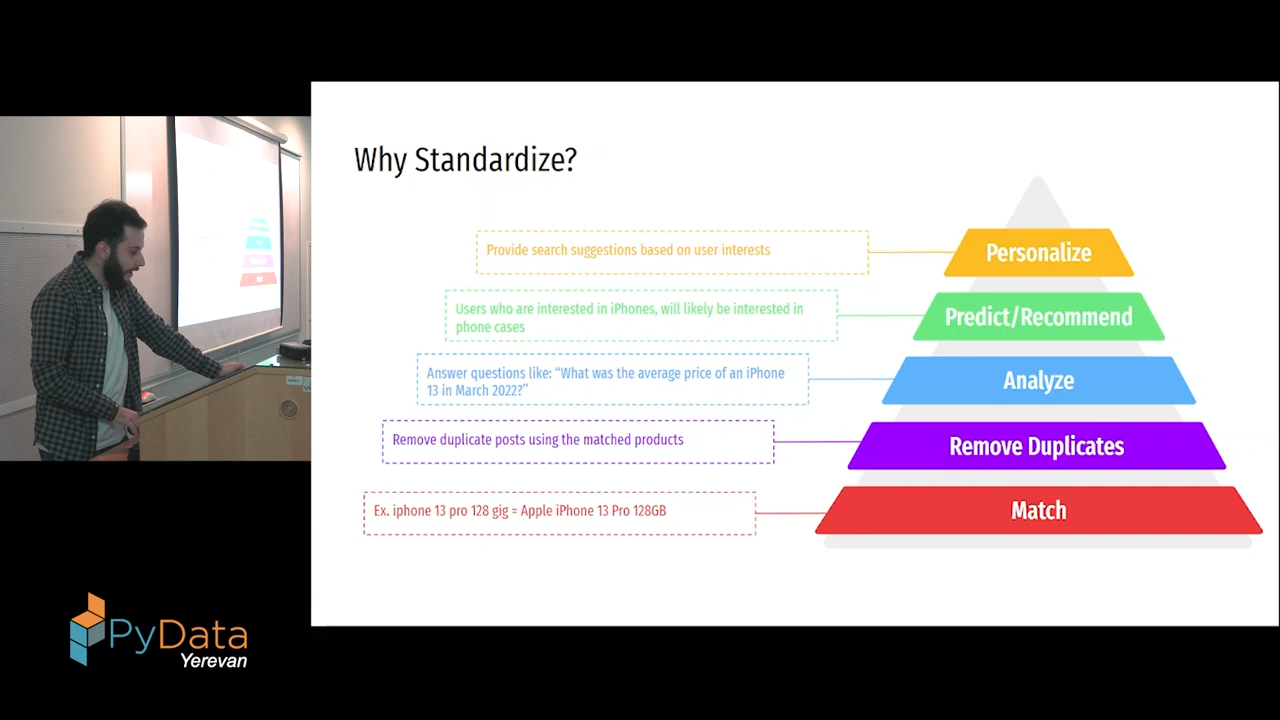 Why Standardize?
Provide search suggestions based on user interests
Personalize
Users who are interested in iPhones, will likely be interested in
phone cases
Predict/Recommend
Answer questions like: “What was the average price of an iPhone
13 in March 2022?”
Analyze
Remove duplicate posts using the matched products
Remove Duplicates
Ex. iphone 13 pro 128 gig = Apple iPhone 13 Pro 128GB
Match
PyData
Yerevan